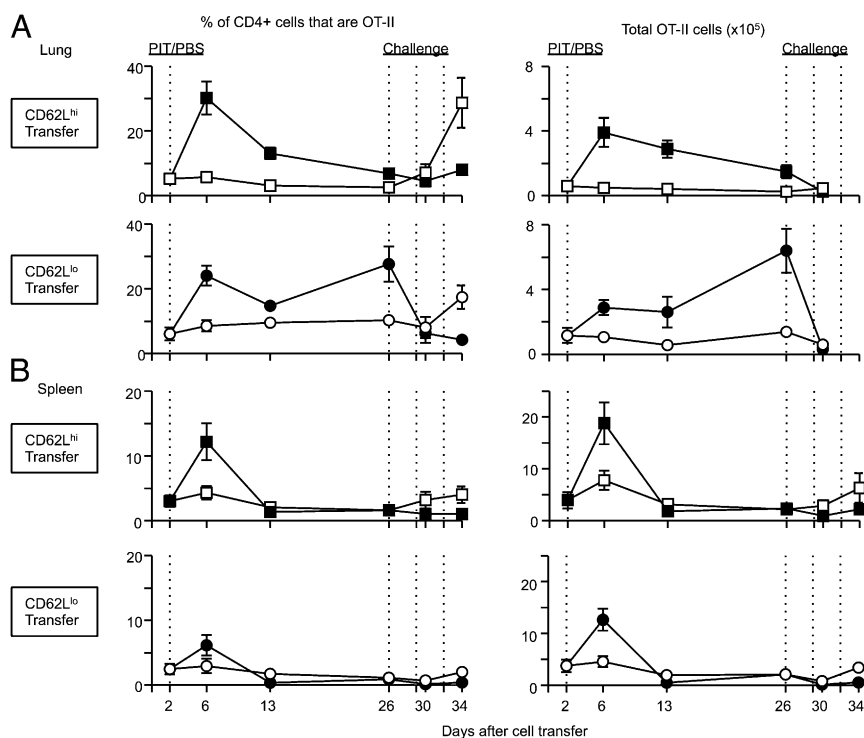 A
% of CD4+ cells that are OT-II
Total OT-II cells (x10⁵)
Lung
PIT/PBS
Challenge
PIT/PBS
Challenge
CD62Lʰⁱ
Transfer
40
20
0
8
4
0
CD62Lˡᵒ
Transfer
40
20
0
8
4
0
B
Spleen
CD62Lʰⁱ
Transfer
20
10
0
20
10
0
CD62Lˡᵒ
Transfer
20
10
0
20
10
0
2 6 13 26 30 34
2 6 13 26 30 34
Days after cell transfer